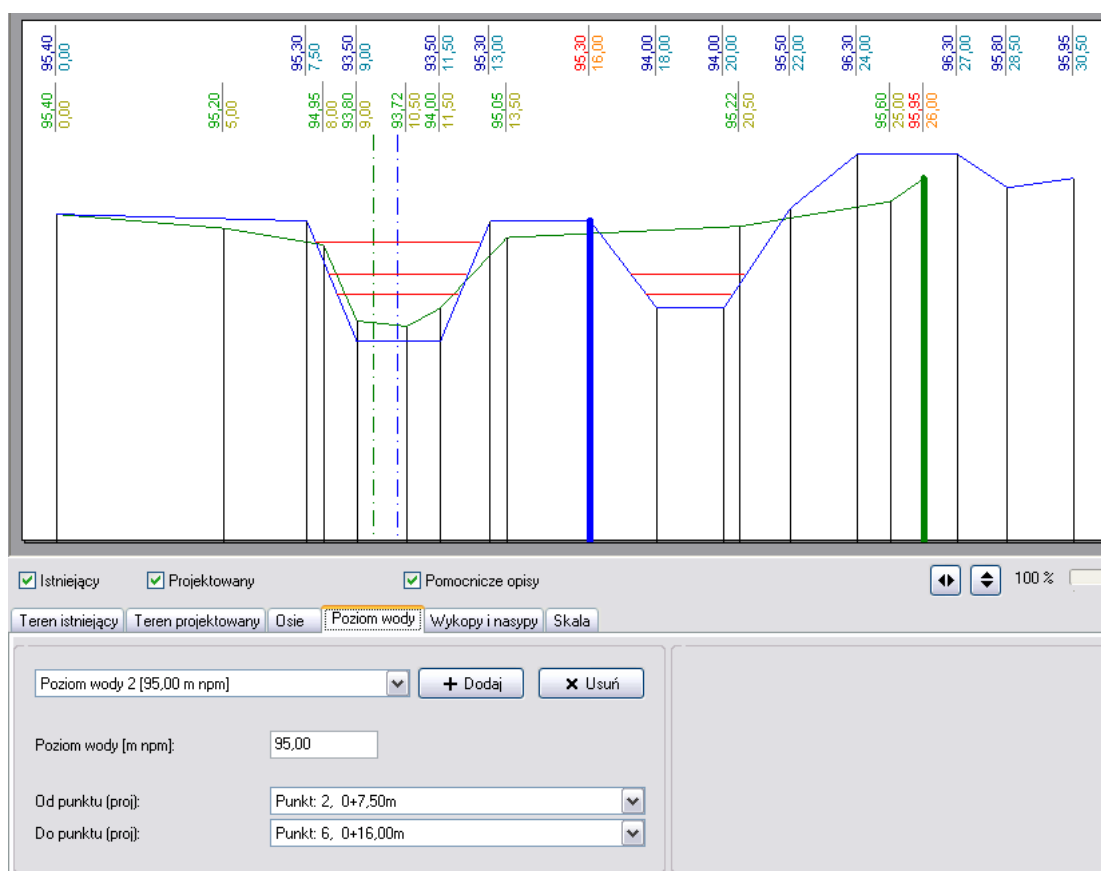 95,40 0,00 95,30 7,50 93,50 9,00 93,50 11,50 95,30 13,00 95,30 16,00 94,00 18,00 94,00 20,00 95,50 22,00 96,30 24,00 96,30 27,00 95,80 28,50 95,95 30,50
95,40 0,00 95,20 5,00 94,95 8,00 93,80 9,00 93,72 10,50 94,00 11,50 95,05 13,50 95,22 20,50 95,60 25,00 95,95 26,00
Istniejący Projektowany Pomocnicze opisy 100 %
Teren istniejący Teren projektowany Osie Poziom wody Wykopy i nasypy Skala
Poziom wody 2 [95,00 m npm] Dodaj Usuń
Poziom wody [m npm]: 95,00
Od punktu (proj): Punkt: 2, 0+7,50m
Do punktu (proj): Punkt: 6, 0+16,00m